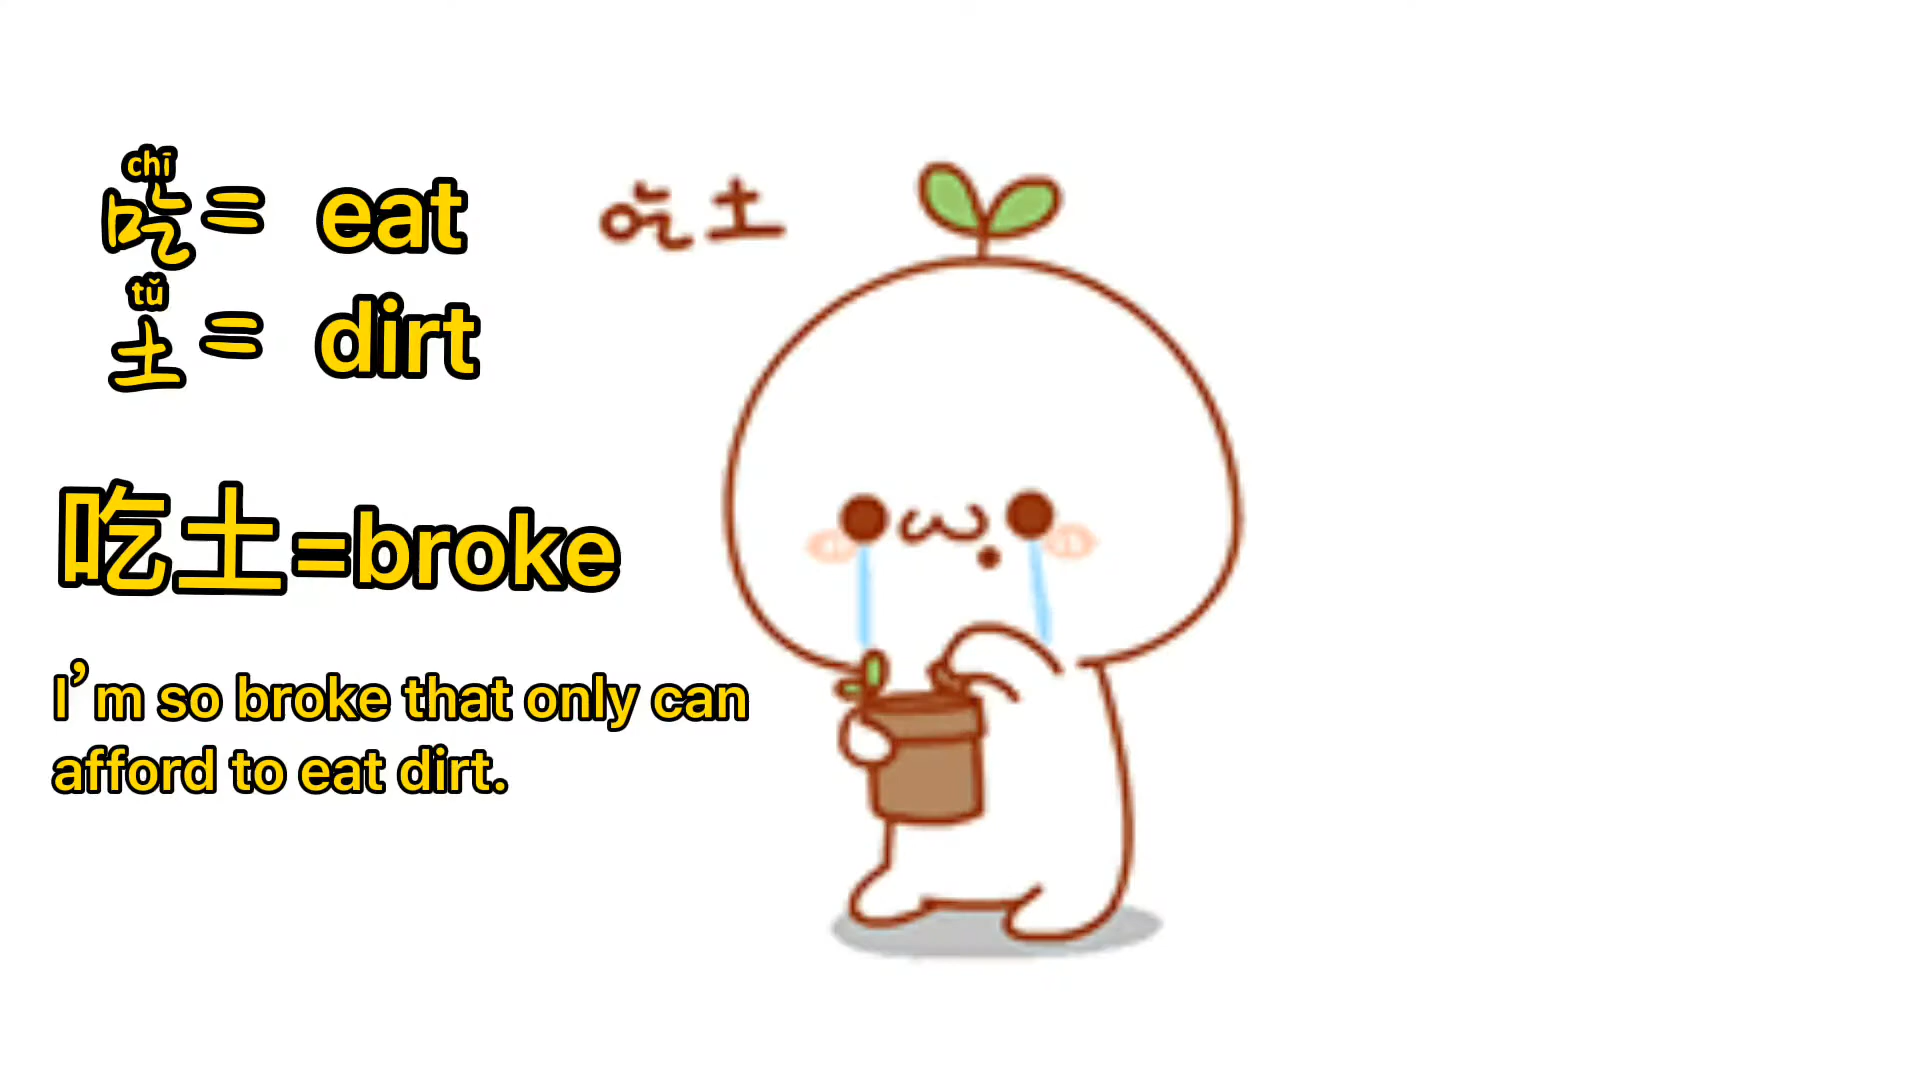 chī
吃= eat
tǔ
土= dirt
吃土
吃土=broke
I’m so broke that only can
afford to eat dirt.